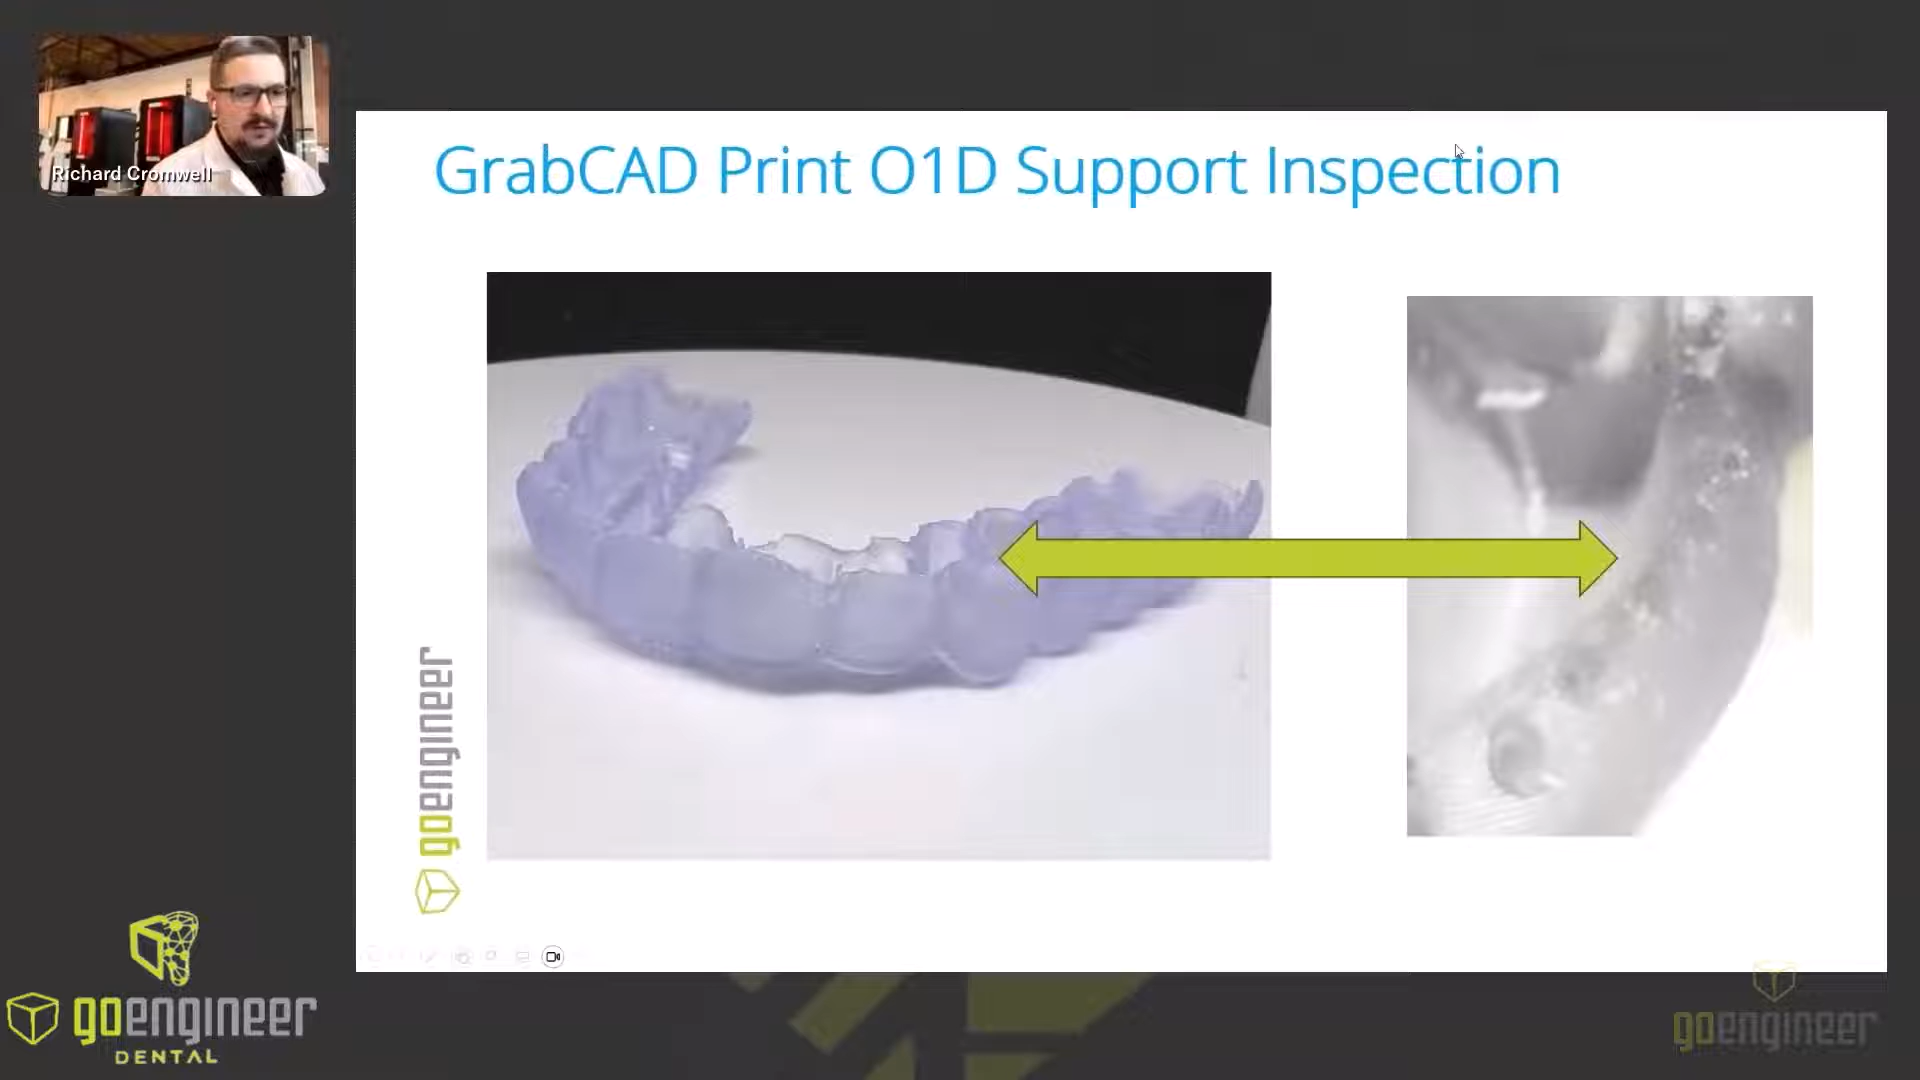 Richard Cromwell
GrabCAD Print O1D Support Inspection
goengineer
goengineer
DENTAL
goengineer